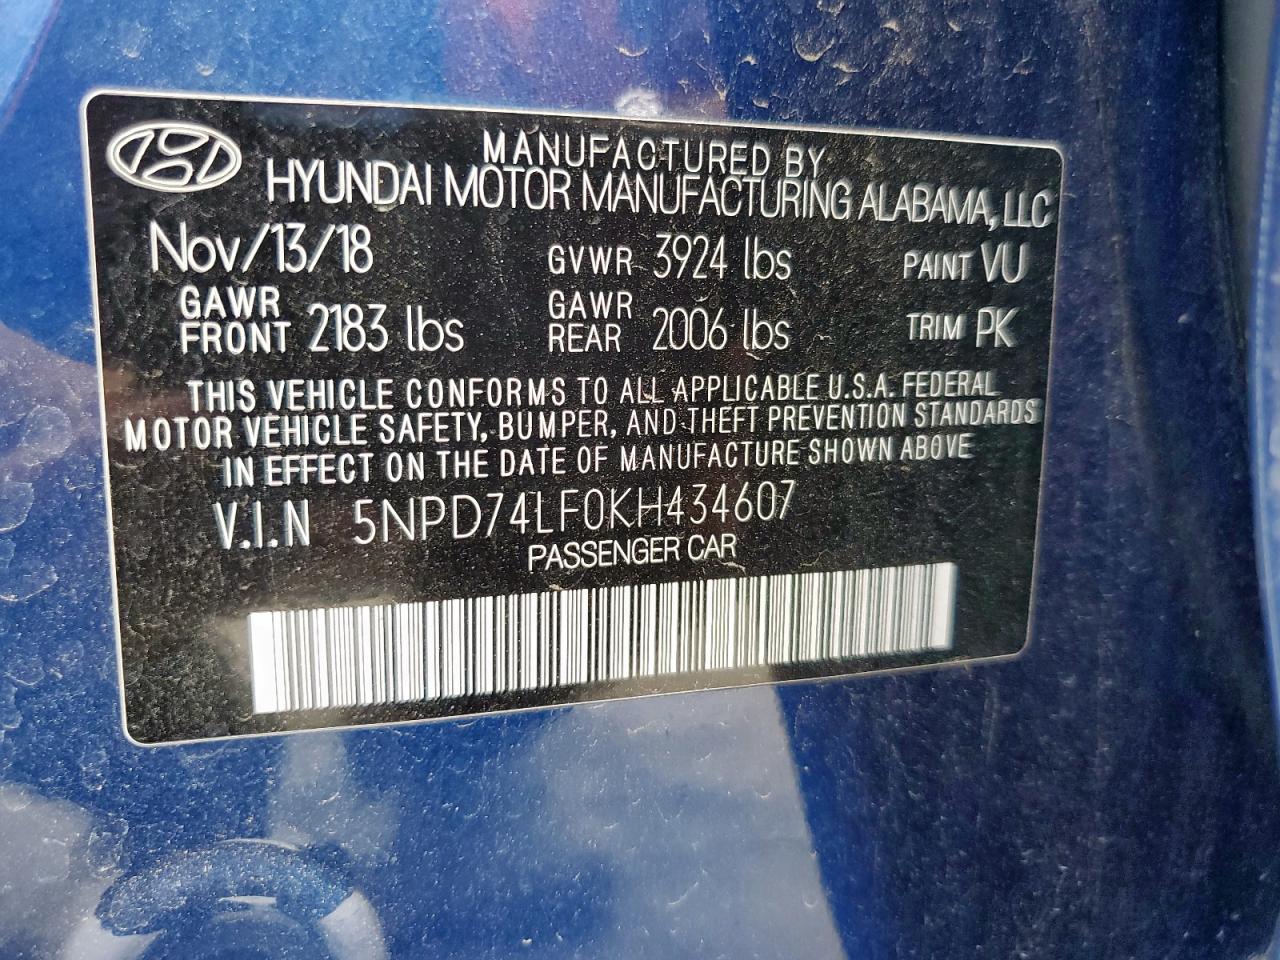 MANUFACTURED BY
HYUNDAI MOTOR MANUFACTURING ALABAMA, LLC
Nov/13/18 GVWR 3924 lbs PAINT VU
GAWR FRONT 2183 lbs GAWR REAR 2006 lbs TRIM PK
THIS VEHICLE CONFORMS TO ALL APPLICABLE U.S.A. FEDERAL
MOTOR VEHICLE SAFETY, BUMPER, AND THEFT PREVENTION STANDARDS
IN EFFECT ON THE DATE OF MANUFACTURE SHOWN ABOVE
V.I.N 5NPD74LF0KH434607
PASSENGER CAR